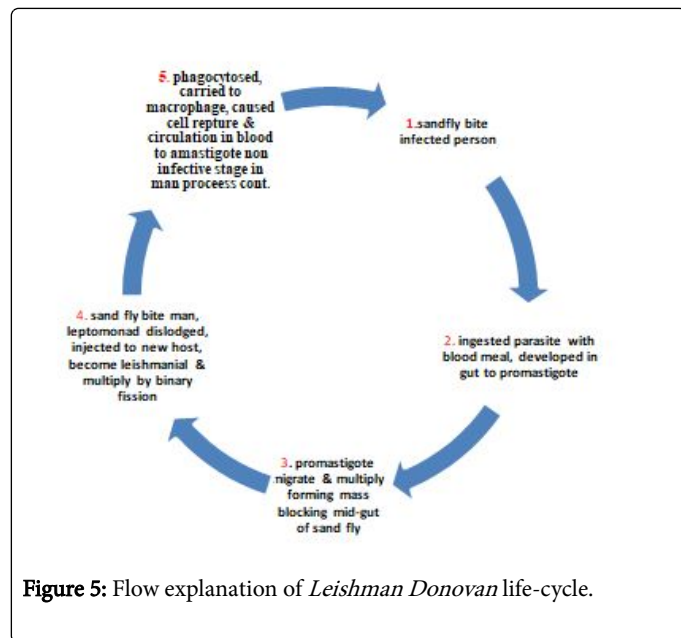 5. phagocytosed,
carried to
macrophage, caused
cell repture &
circulation in blood
to amastigote non
infective stage in
man proceess cont.
1.sandfly bite
infected person
2. ingested parasite with
blood meal, developed in
gut to promastigote
3. promastigote
nigrate & multiply
forming mass
blocking mid-gut
of sand fly
4. sand fly bite man,
leptomonad dislodged,
injected to new host,
become leishmanial &
multiply by binary
fission
Figure 5: Flow explanation of Leishman Donovan life-cycle.